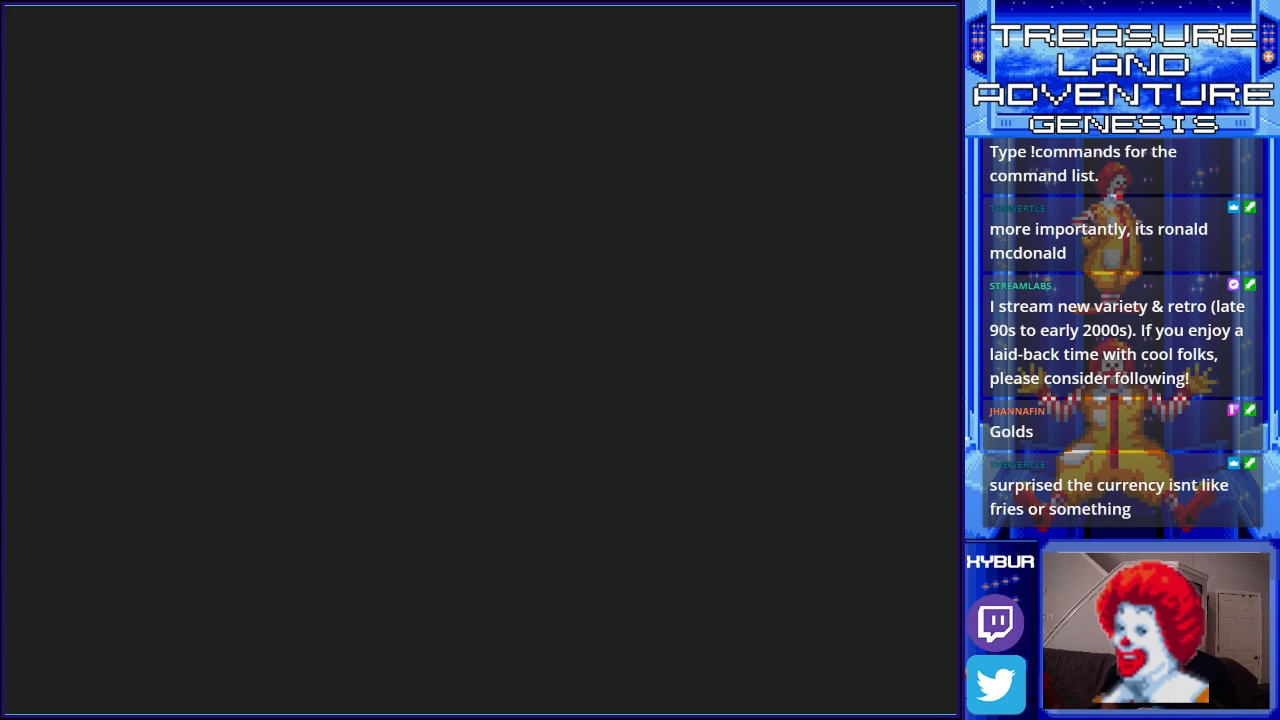 TREASURE
LAND
ADVENTURE
GENESIS
Type !commands for the
command list.
THEWERTLE
more importantly, its ronald
mcdonald
STREAMLABS
I stream new variety & retro (late
90s to early 2000s). If you enjoy a
laid-back time with cool folks,
please consider following!
JHANNAFIN
Golds
THEWERTLE
surprised the currency isnt like
fries or something
HYBUR